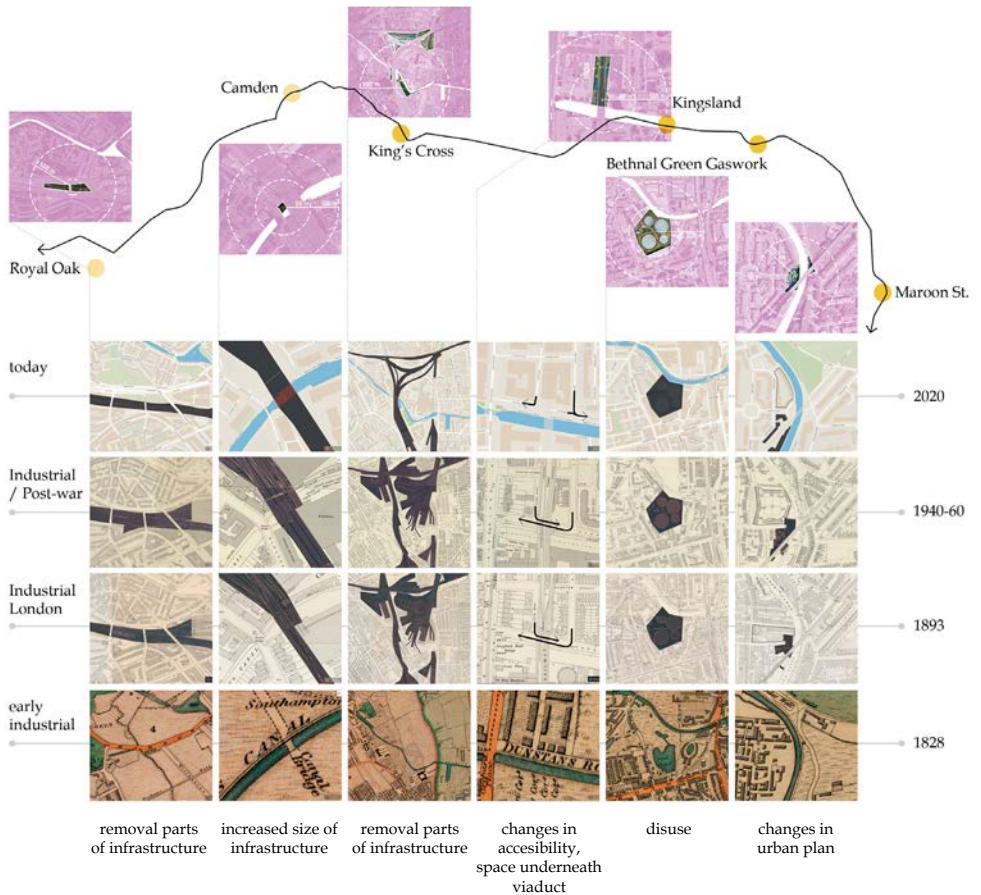 Camden
King's Cross
Kingsland
Bethnal Green Gaswork
Royal Oak
Maroon St.
today
2020
Industrial
/ Post-war
1940-60
Industrial
London
1893
early
industrial
1828
4
Southampton
CANAL
Bridge
DUNSTANS RO
removal parts
of infrastructure
increased size of
infrastructure
removal parts
of infrastructure
changes in
accesibility,
space underneath
viaduct
disuse
changes in
urban plan